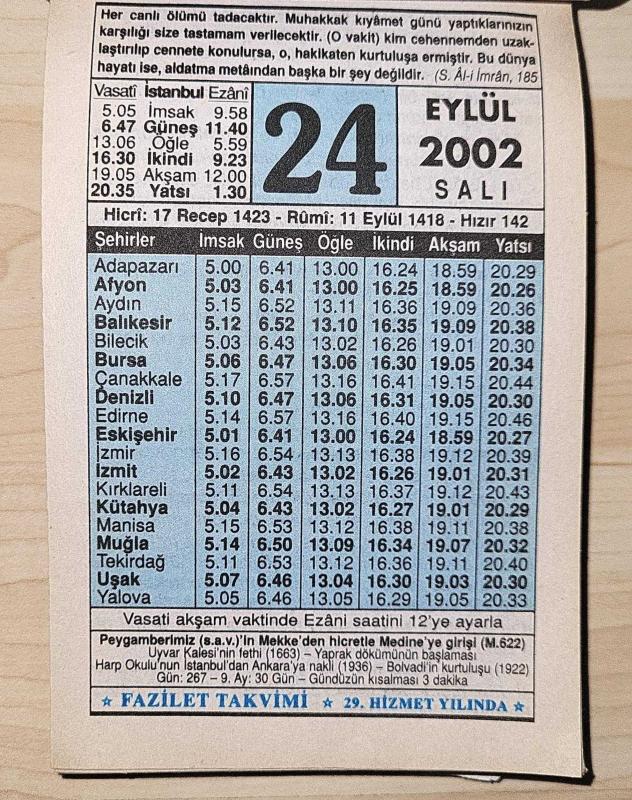 Her canlı ölümü tadacaktır. Muhakkak kıyâmet günü yaptıklarınızın
karşılığı size tastamam verilecektir. (O vakit) kim cehennemden uzak-
laştırılıp cennete konulursa, o, hakikaten kurtuluşa ermiştir. Bu dünya
hayatı ise, aldatma metâından başka bir şey değildir. (S. Âl-i İmrân, 185
Vasatî İstanbul Ezânî
5.05 İmsak 9.58
6.47 Güneş 11.40
13.06 Öğle 5.59
16.30 İkindi 9.23
19.05 Akşam 12.00
20.35 Yatsı 1.30
24
EYLÜL
2002
SALI
Hicrî: 17 Recep 1423 - Rûmî: 11 Eylül 1418 - Hızır 142
Şehirler İmsak Güneş Öğle İkindi Akşam Yatsı
Adapazarı 5.00 6.41 13.00 16.24 18.59 20.29
Afyon 5.03 6.41 13.00 16.25 18.59 20.26
Aydın 5.15 6.52 13.11 16.36 19.09 20.36
Balıkesir 5.12 6.52 13.10 16.35 19.09 20.38
Bilecik 5.03 6.43 13.02 16.26 19.01 20.30
Bursa 5.06 6.47 13.06 16.30 19.05 20.34
Çanakkale 5.17 6.57 13.16 16.41 19.15 20.44
Denizli 5.10 6.47 13.06 16.31 19.05 20.30
Edirne 5.14 6.57 13.16 16.40 19.15 20.46
Eskişehir 5.01 6.41 13.00 16.24 18.59 20.27
İzmir 5.16 6.54 13.13 16.38 19.12 20.39
İzmit 5.02 6.43 13.02 16.26 19.01 20.31
Kırklareli 5.11 6.54 13.13 16.37 19.12 20.43
Kütahya 5.04 6.43 13.02 16.27 19.01 20.29
Manisa 5.15 6.53 13.12 16.38 19.11 20.38
Muğla 5.14 6.50 13.09 16.34 19.07 20.32
Tekirdağ 5.11 6.53 13.12 16.36 19.11 20.40
Uşak 5.07 6.46 13.04 16.30 19.03 20.30
Yalova 5.05 6.46 13.05 16.29 19.05 20.33
Vasati akşam vaktinde Ezâni saatini 12'ye ayarla
Peygamberimiz (s.a.v.)'in Mekke'den hicretle Medine'ye girişi (M.622)
Uyvar Kalesi'nin fethi (1663) – Yaprak dökümünün başlaması
Harp Okulu'nun İstanbul'dan Ankara'ya nakli (1936) – Bolvadi'in kurtuluşu (1922)
Gün: 267 – 9. Ay: 30 Gün – Gündüzün kısalması 3 dakika
☆ FAZİLET TAKVİMİ ☆ 29. HİZMET YILINDA ☆